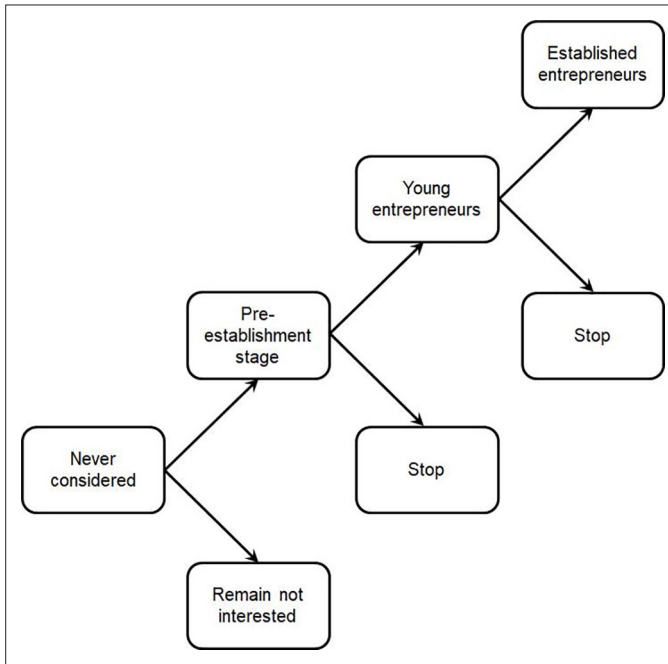 Established
entrepreneurs
Young
entrepreneurs
Pre-
establishment
stage
Stop
Never
considered
Stop
Remain not
interested